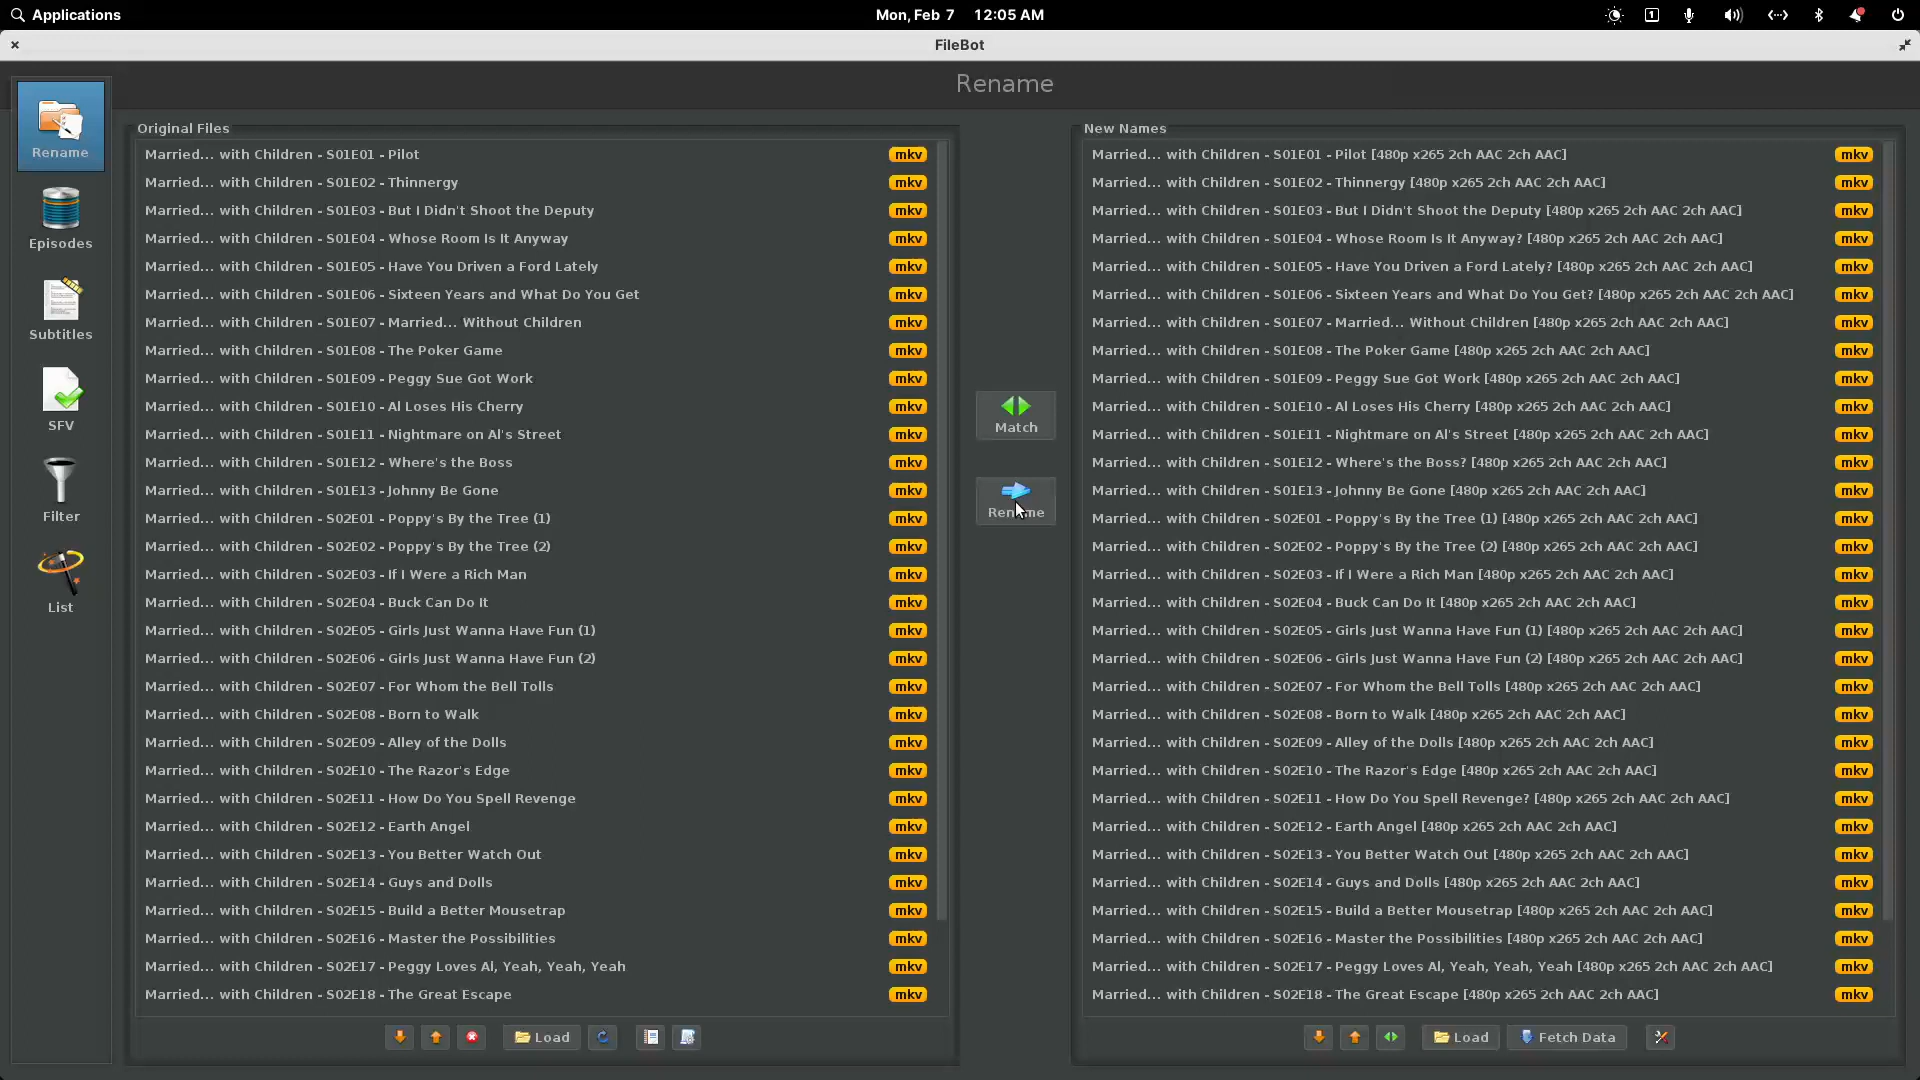 Applications
Mon, Feb 7 12:05 AM
1
FileBot
Rename
Rename
Episodes
Subtitles
SFV
Filter
List
Original Files
Married... with Children - S01E01 - Pilot mkv
Married... with Children - S01E02 - Thinnergy mkv
Married... with Children - S01E03 - But I Didn't Shoot the Deputy mkv
Married... with Children - S01E04 - Whose Room Is It Anyway mkv
Married... with Children - S01E05 - Have You Driven a Ford Lately mkv
Married... with Children - S01E06 - Sixteen Years and What Do You Get mkv
Married... with Children - S01E07 - Married... Without Children mkv
Married... with Children - S01E08 - The Poker Game mkv
Married... with Children - S01E09 - Peggy Sue Got Work mkv
Married... with Children - S01E10 - Al Loses His Cherry mkv
Married... with Children - S01E11 - Nightmare on Al's Street mkv
Married... with Children - S01E12 - Where's the Boss mkv
Married... with Children - S01E13 - Johnny Be Gone mkv
Married... with Children - S02E01 - Poppy's By the Tree (1) mkv
Married... with Children - S02E02 - Poppy's By the Tree (2) mkv
Married... with Children - S02E03 - If I Were a Rich Man mkv
Married... with Children - S02E04 - Buck Can Do It mkv
Married... with Children - S02E05 - Girls Just Wanna Have Fun (1) mkv
Married... with Children - S02E06 - Girls Just Wanna Have Fun (2) mkv
Married... with Children - S02E07 - For Whom the Bell Tolls mkv
Married... with Children - S02E08 - Born to Walk mkv
Married... with Children - S02E09 - Alley of the Dolls mkv
Married... with Children - S02E10 - The Razor's Edge mkv
Married... with Children - S02E11 - How Do You Spell Revenge mkv
Married... with Children - S02E12 - Earth Angel mkv
Married... with Children - S02E13 - You Better Watch Out mkv
Married... with Children - S02E14 - Guys and Dolls mkv
Married... with Children - S02E15 - Build a Better Mousetrap mkv
Married... with Children - S02E16 - Master the Possibilities mkv
Married... with Children - S02E17 - Peggy Loves Al, Yeah, Yeah, Yeah mkv
Married... with Children - S02E18 - The Great Escape mkv
Load
Match
Rename
New Names
Married... with Children - S01E01 - Pilot [480p x265 2ch AAC 2ch AAC] mkv
Married... with Children - S01E02 - Thinnergy [480p x265 2ch AAC 2ch AAC] mkv
Married... with Children - S01E03 - But I Didn't Shoot the Deputy [480p x265 2ch AAC 2ch AAC] mkv
Married... with Children - S01E04 - Whose Room Is It Anyway? [480p x265 2ch AAC 2ch AAC] mkv
Married... with Children - S01E05 - Have You Driven a Ford Lately? [480p x265 2ch AAC 2ch AAC] mkv
Married... with Children - S01E06 - Sixteen Years and What Do You Get? [480p x265 2ch AAC 2ch AAC] mkv
Married... with Children - S01E07 - Married... Without Children [480p x265 2ch AAC 2ch AAC] mkv
Married... with Children - S01E08 - The Poker Game [480p x265 2ch AAC 2ch AAC] mkv
Married... with Children - S01E09 - Peggy Sue Got Work [480p x265 2ch AAC 2ch AAC] mkv
Married... with Children - S01E10 - Al Loses His Cherry [480p x265 2ch AAC 2ch AAC] mkv
Married... with Children - S01E11 - Nightmare on Al's Street [480p x265 2ch AAC 2ch AAC] mkv
Married... with Children - S01E12 - Where's the Boss? [480p x265 2ch AAC 2ch AAC] mkv
Married... with Children - S01E13 - Johnny Be Gone [480p x265 2ch AAC 2ch AAC] mkv
Married... with Children - S02E01 - Poppy's By the Tree (1) [480p x265 2ch AAC 2ch AAC] mkv
Married... with Children - S02E02 - Poppy's By the Tree (2) [480p x265 2ch AAC 2ch AAC] mkv
Married... with Children - S02E03 - If I Were a Rich Man [480p x265 2ch AAC 2ch AAC] mkv
Married... with Children - S02E04 - Buck Can Do It [480p x265 2ch AAC 2ch AAC] mkv
Married... with Children - S02E05 - Girls Just Wanna Have Fun (1) [480p x265 2ch AAC 2ch AAC] mkv
Married... with Children - S02E06 - Girls Just Wanna Have Fun (2) [480p x265 2ch AAC 2ch AAC] mkv
Married... with Children - S02E07 - For Whom the Bell Tolls [480p x265 2ch AAC 2ch AAC] mkv
Married... with Children - S02E08 - Born to Walk [480p x265 2ch AAC 2ch AAC] mkv
Married... with Children - S02E09 - Alley of the Dolls [480p x265 2ch AAC 2ch AAC] mkv
Married... with Children - S02E10 - The Razor's Edge [480p x265 2ch AAC 2ch AAC] mkv
Married... with Children - S02E11 - How Do You Spell Revenge? [480p x265 2ch AAC 2ch AAC] mkv
Married... with Children - S02E12 - Earth Angel [480p x265 2ch AAC 2ch AAC] mkv
Married... with Children - S02E13 - You Better Watch Out [480p x265 2ch AAC 2ch AAC] mkv
Married... with Children - S02E14 - Guys and Dolls [480p x265 2ch AAC 2ch AAC] mkv
Married... with Children - S02E15 - Build a Better Mousetrap [480p x265 2ch AAC 2ch AAC] mkv
Married... with Children - S02E16 - Master the Possibilities [480p x265 2ch AAC 2ch AAC] mkv
Married... with Children - S02E17 - Peggy Loves Al, Yeah, Yeah, Yeah [480p x265 2ch AAC 2ch AAC] mkv
Married... with Children - S02E18 - The Great Escape [480p x265 2ch AAC 2ch AAC] mkv
Load
Fetch Data